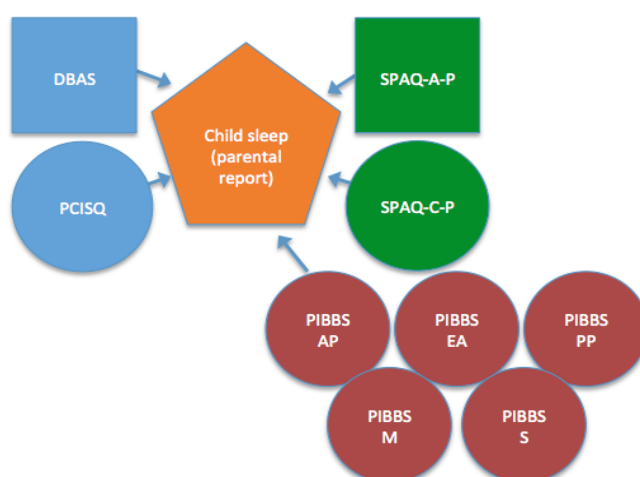 DBAS
SPAQ-A-P
Child sleep
(parental
report)
PCISQ
SPAQ-C-P
PIBBS
AP
PIBBS
EA
PIBBS
PP
PIBBS
M
PIBBS
S